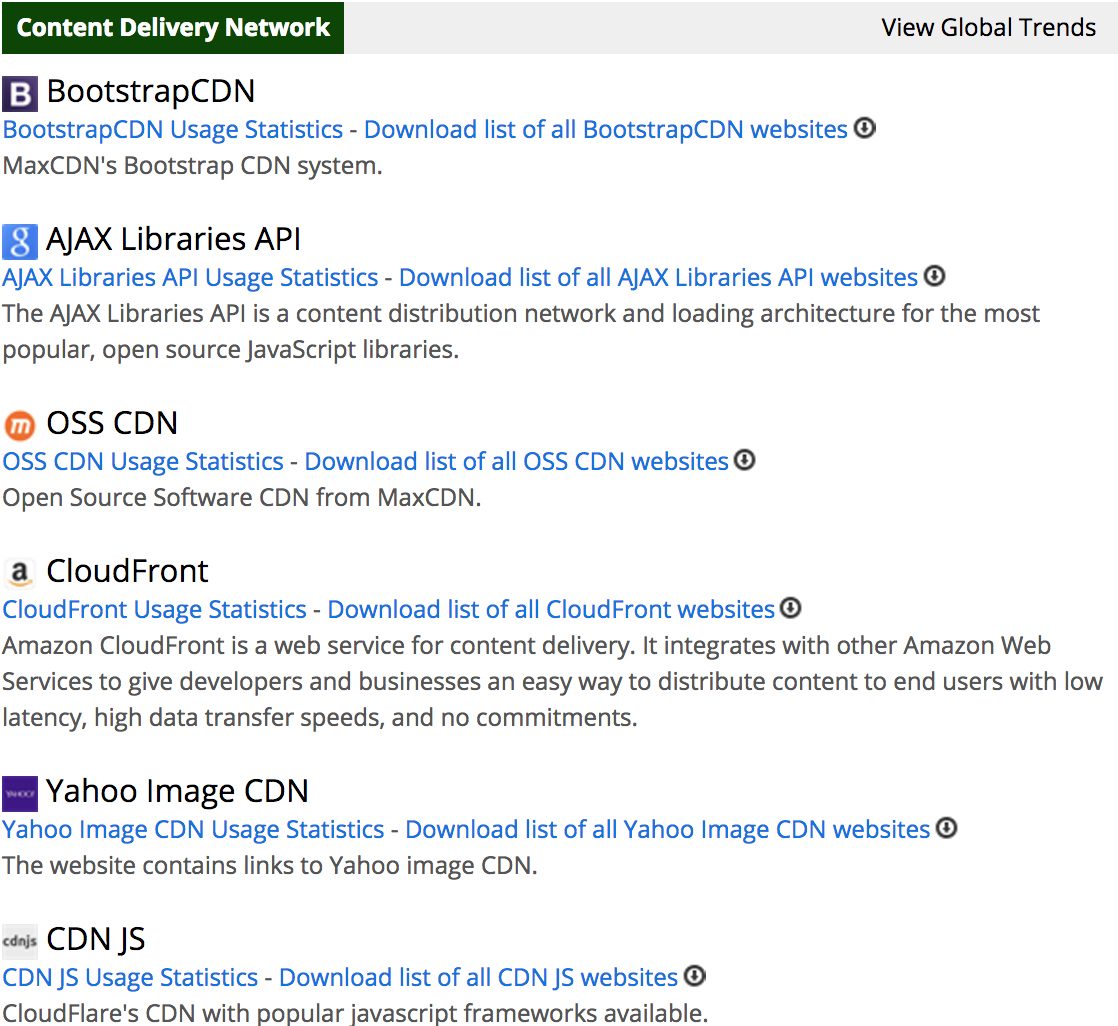 Content Delivery Network
View Global Trends
B BootstrapCDN
BootstrapCDN Usage Statistics - Download list of all BootstrapCDN websites
MaxCDN's Bootstrap CDN system.
g AJAX Libraries API
AJAX Libraries API Usage Statistics - Download list of all AJAX Libraries API websites
The AJAX Libraries API is a content distribution network and loading architecture for the most
popular, open source JavaScript libraries.
m OSS CDN
OSS CDN Usage Statistics - Download list of all OSS CDN websites
Open Source Software CDN from MaxCDN.
a CloudFront
CloudFront Usage Statistics - Download list of all CloudFront websites
Amazon CloudFront is a web service for content delivery. It integrates with other Amazon Web
Services to give developers and businesses an easy way to distribute content to end users with low
latency, high data transfer speeds, and no commitments.
YAHOO! Yahoo Image CDN
Yahoo Image CDN Usage Statistics - Download list of all Yahoo Image CDN websites
The website contains links to Yahoo image CDN.
cdnjs CDN JS
CDN JS Usage Statistics - Download list of all CDN JS websites
CloudFlare's CDN with popular javascript frameworks available.